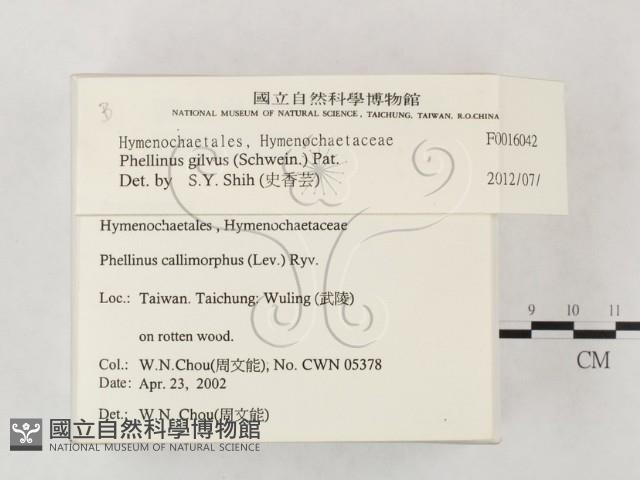 B
國立自然科學博物館
NATIONAL MUSEUM OF NATURAL SCIENCE, TAICHUNG, TAIWAN, R.O.CHINA
Hymenochaetales, Hymenochaetaceae F0016042
Phellinus gilvus (Schwein.) Pat.
Det. by S.Y. Shih (史香芸) 2012/07/
Hymenochaetales, Hymenochaetaceae
Phellinus callimorphus (Lev.) Ryv.
Loc.: Taiwan. Taichung; Wuling (武陵)
on rotten wood.
Col.: W.N.Chou(周文能); No. CWN 05378
Date: Apr. 23, 2002
Det.: W.N. Chou(周文能)
9 10 11
CM
國立自然科學博物館
NATIONAL MUSEUM OF NATURAL SCIENCE